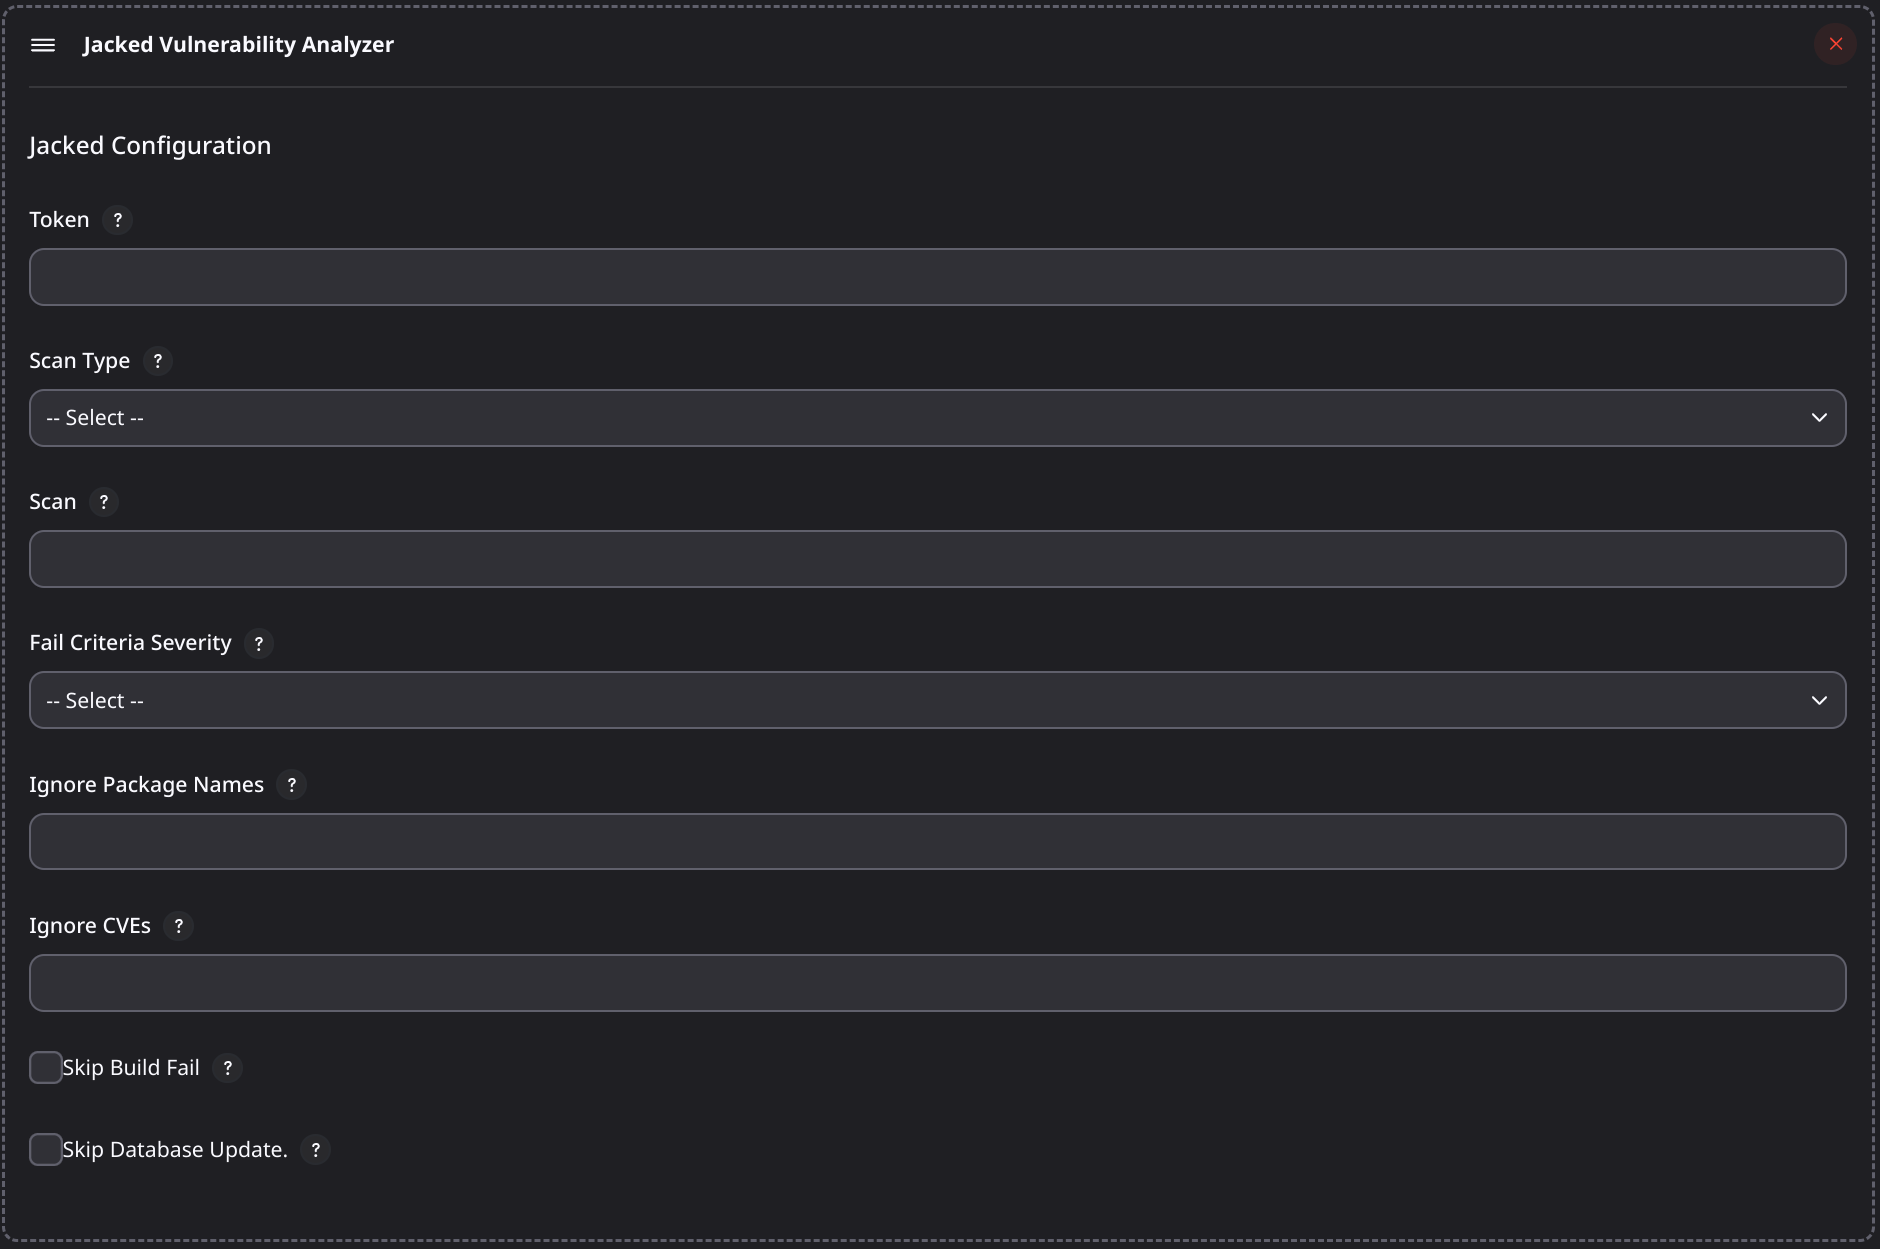 Jacked Vulnerability Analyzer
Jacked Configuration
Token ?
Scan Type ?
-- Select --
Scan ?
Fail Criteria Severity ?
-- Select --
Ignore Package Names ?
Ignore CVEs ?
Skip Build Fail ?
Skip Database Update. ?